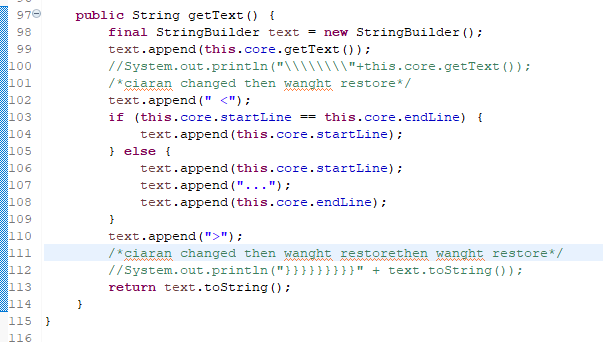 97 public String getText() {
98 final StringBuilder text = new StringBuilder();
99 text.append(this.core.getText());
100 //System.out.println("\\\\\\\\"+this.core.getText());
101 /*ciaran changed then wanght restore*/
102 text.append(" <");
103 if (this.core.startLine == this.core.endLine) {
104 text.append(this.core.startLine);
105 } else {
106 text.append(this.core.startLine);
107 text.append("...");
108 text.append(this.core.endLine);
109 }
110 text.append(">");
111 /*ciaran changed then wanght restorethen wanght restore*/
112 //System.out.println("}}}}}}}}}" + text.toString());
113 return text.toString();
114 }
115 }
116